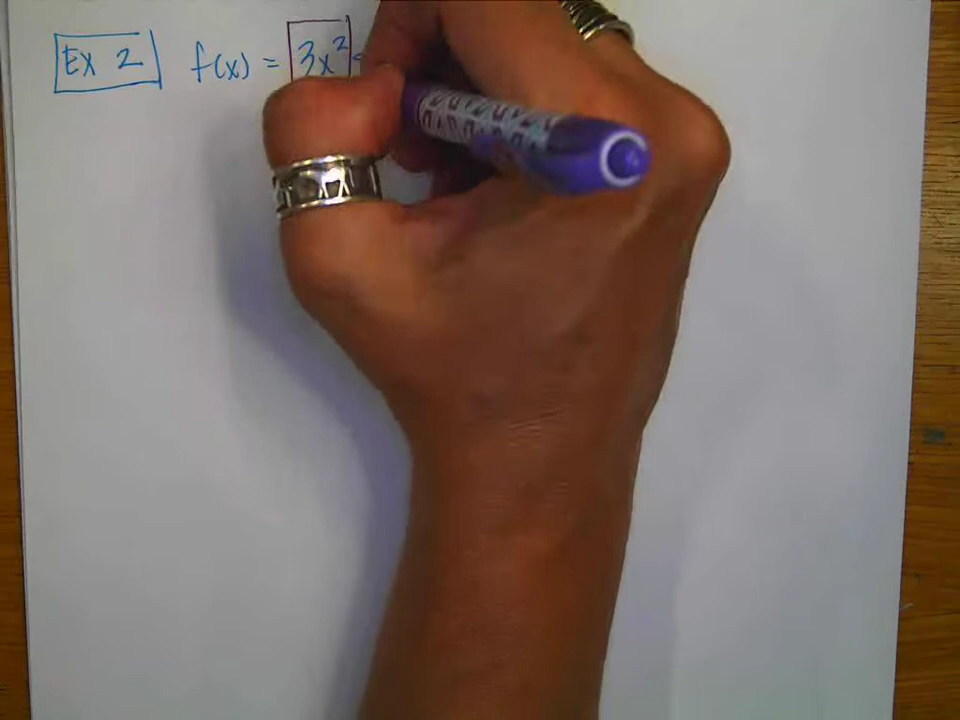 Ex 2 f(x) = 3x²